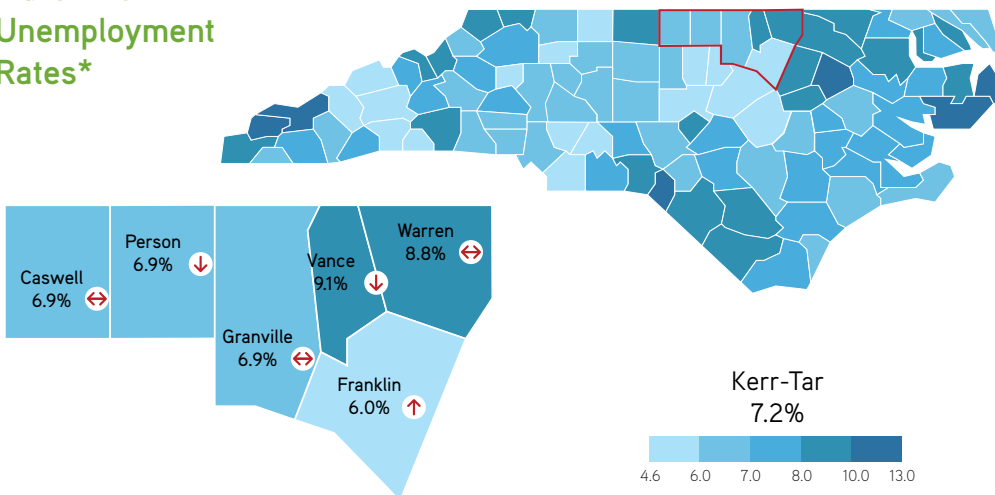 Unemployment
Rates*
Caswell
6.9%
Person
6.9%
Granville
6.9%
Vance
9.1%
Warren
8.8%
Franklin
6.0%
Kerr-Tar
7.2%
4.6 6.0 7.0 8.0 10.0 13.0